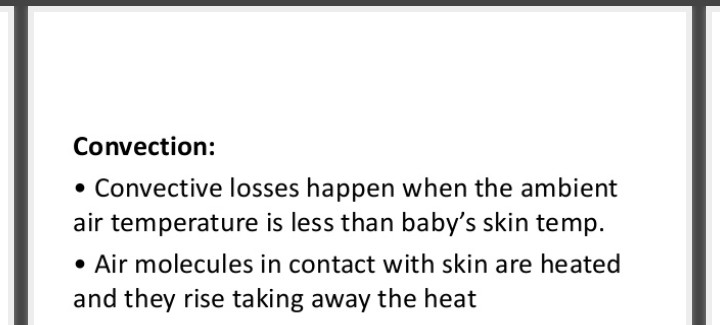 Convection:
• Convective losses happen when the ambient
air temperature is less than baby’s skin temp.
• Air molecules in contact with skin are heated
and they rise taking away the heat